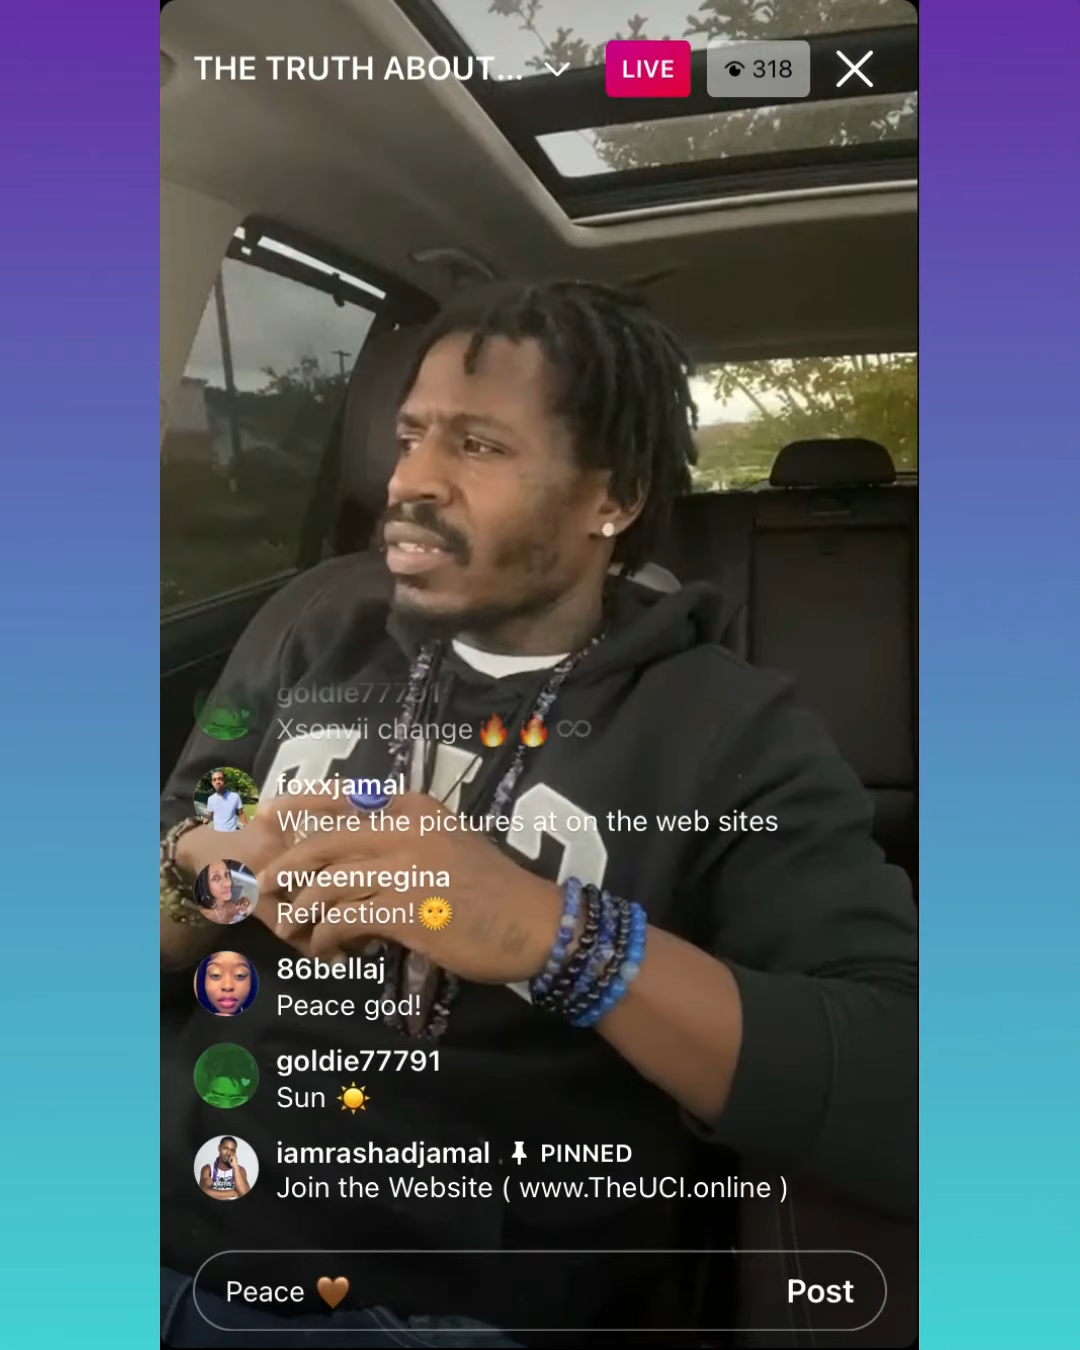 THE TRUTH ABOUT...
LIVE
318
goldie77791
Xsonvii change🔥🔥∞
foxxjamal
Where the pictures at on the web sites
qweenregina
Reflection!🌞
86bellaj
Peace god!
goldie77791
Sun ☀️
iamrashadjamal . 📌 PINNED
Join the Website ( www.TheUCI.online )
Peace 🤎
Post